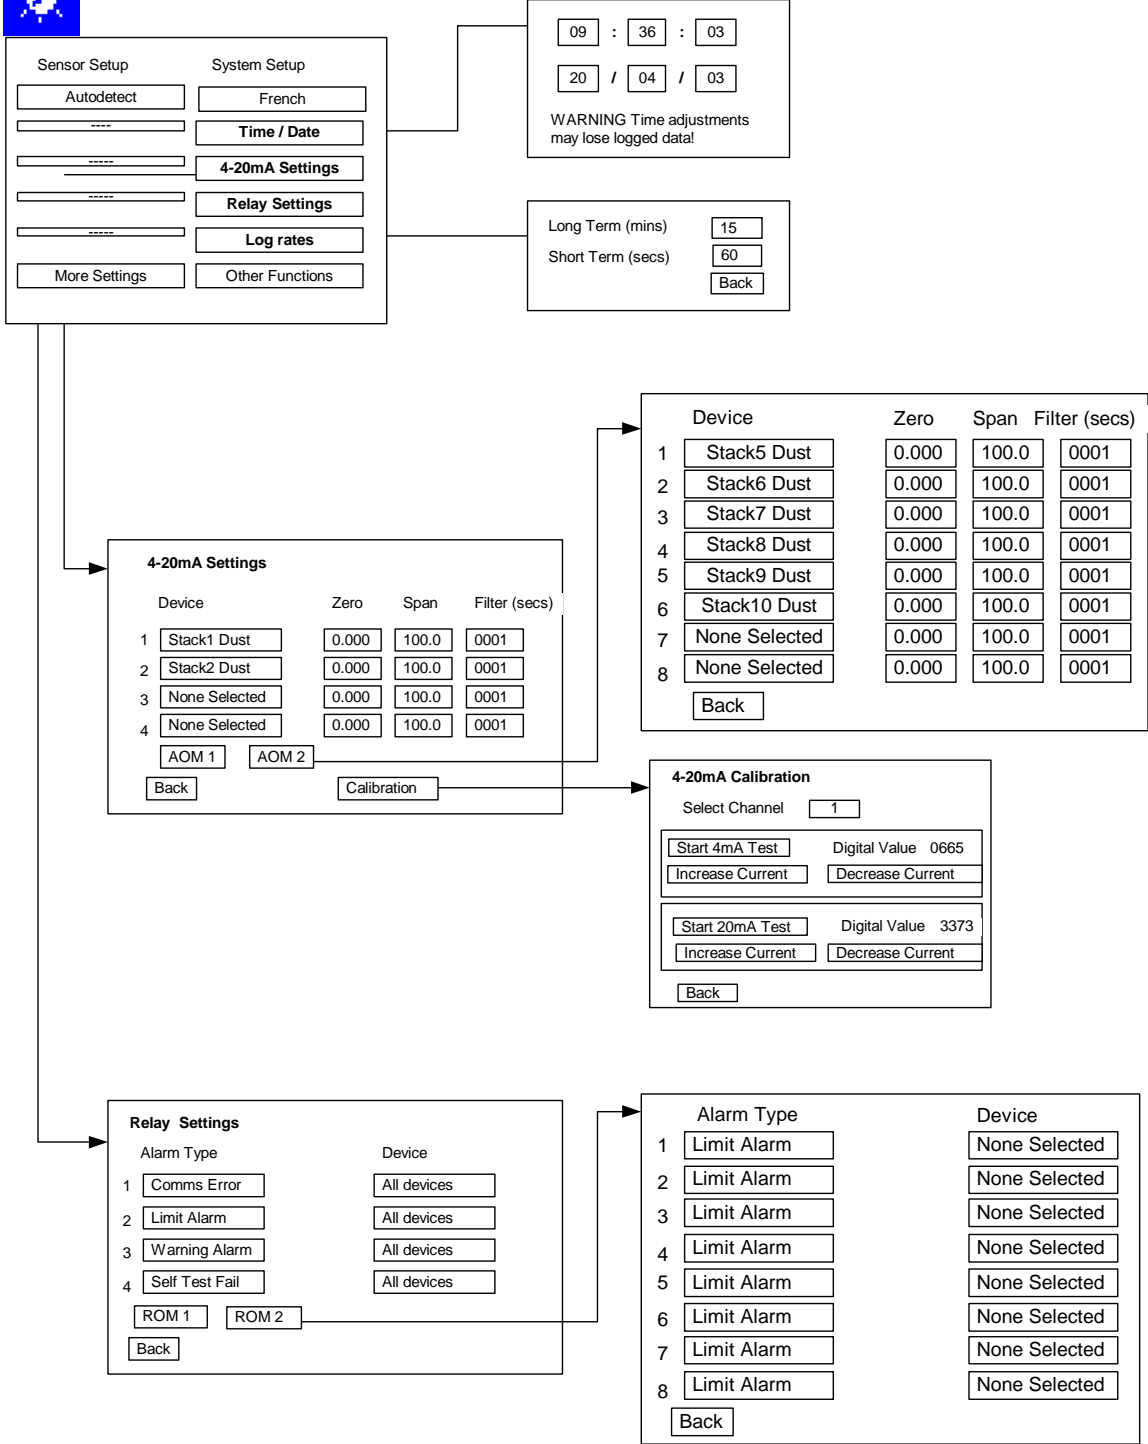 09 : 36 : 03
20 / 04 / 03
WARNING Time adjustments
may lose logged data!
Sensor Setup System Setup
Autodetect French
---- Time / Date
----- 4-20mA Settings
----- Relay Settings
----- Log rates
More Settings Other Functions
Long Term (mins) 15
Short Term (secs) 60
Back
Device Zero Span Filter (secs)
1 Stack5 Dust 0.000 100.0 0001
2 Stack6 Dust 0.000 100.0 0001
3 Stack7 Dust 0.000 100.0 0001
4 Stack8 Dust 0.000 100.0 0001
5 Stack9 Dust 0.000 100.0 0001
6 Stack10 Dust 0.000 100.0 0001
7 None Selected 0.000 100.0 0001
8 None Selected 0.000 100.0 0001
Back
4-20mA Settings
Device Zero Span Filter (secs)
1 Stack1 Dust 0.000 100.0 0001
2 Stack2 Dust 0.000 100.0 0001
3 None Selected 0.000 100.0 0001
4 None Selected 0.000 100.0 0001
AOM 1 AOM 2
Back Calibration
4-20mA Calibration
Select Channel 1
Start 4mA Test Digital Value 0665
Increase Current Decrease Current
Start 20mA Test Digital Value 3373
Increase Current Decrease Current
Back
Relay Settings
Alarm Type Device
1 Comms Error All devices
2 Limit Alarm All devices
3 Warning Alarm All devices
4 Self Test Fail All devices
ROM 1 ROM 2
Back
Alarm Type Device
1 Limit Alarm None Selected
2 Limit Alarm None Selected
3 Limit Alarm None Selected
4 Limit Alarm None Selected
5 Limit Alarm None Selected
6 Limit Alarm None Selected
7 Limit Alarm None Selected
8 Limit Alarm None Selected
Back